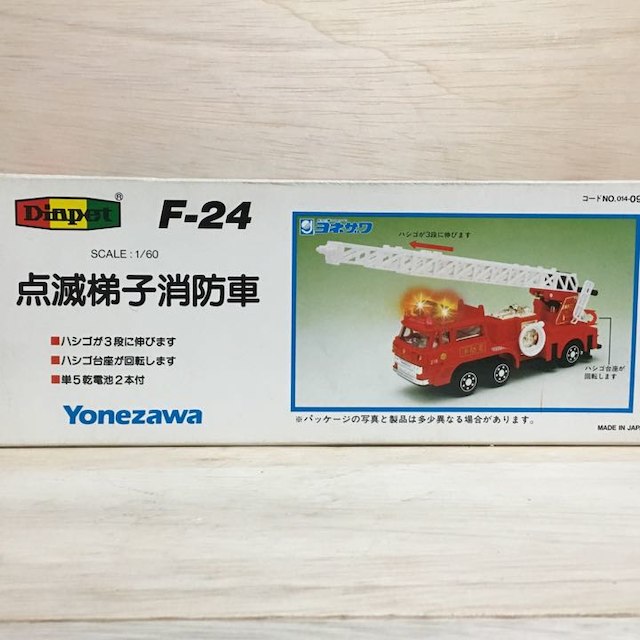 Diapet®
F-24
SCALE : 1/60
点滅梯子消防車
■ハシゴが3段に伸びます
■ハシゴ台座が回転します
■単5乾電池2本付
Yonezawa
コードNO.014-09
ヨネザワ
ハシゴが3段に伸びます
ハシゴ台座が
回転します
※パッケージの写真と製品は多少異なる場合があります。
MADE IN JAPA